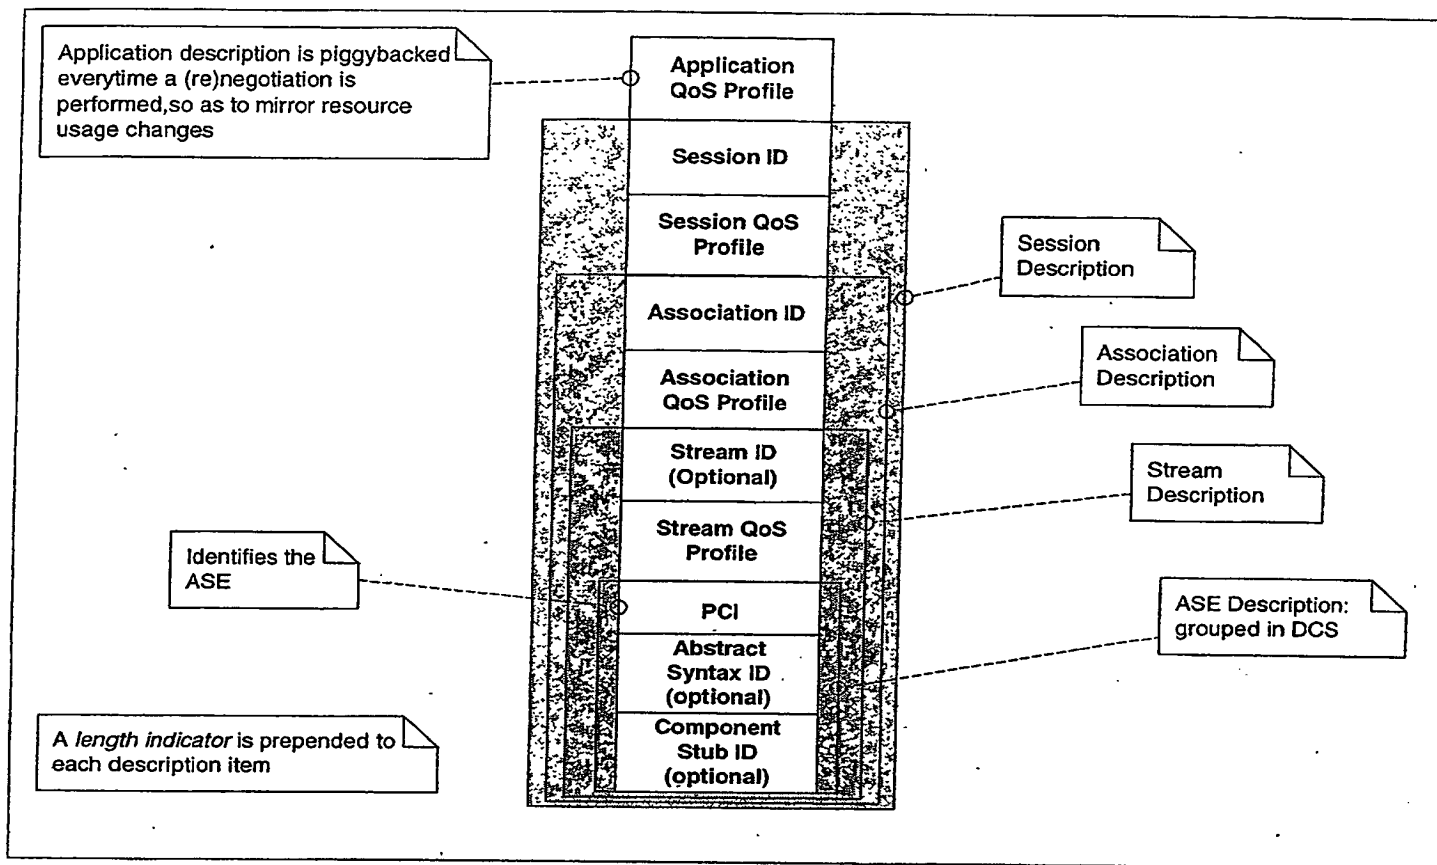 Application description is piggybacked
everytime a (re)negotiation is
performed,so as to mirror resource
usage changes
Application
QoS Profile
Session ID
Session QoS
Profile
Session
Description
Association ID
Association
Description
Association
QoS Profile
Stream ID
(Optional)
Stream
Description
Stream QoS
Profile
Identifies the
ASE
PCI
ASE Description:
grouped in DCS
Abstract
Syntax ID
(optional)
Component
Stub ID
(optional)
A length indicator is prepended to
each description item